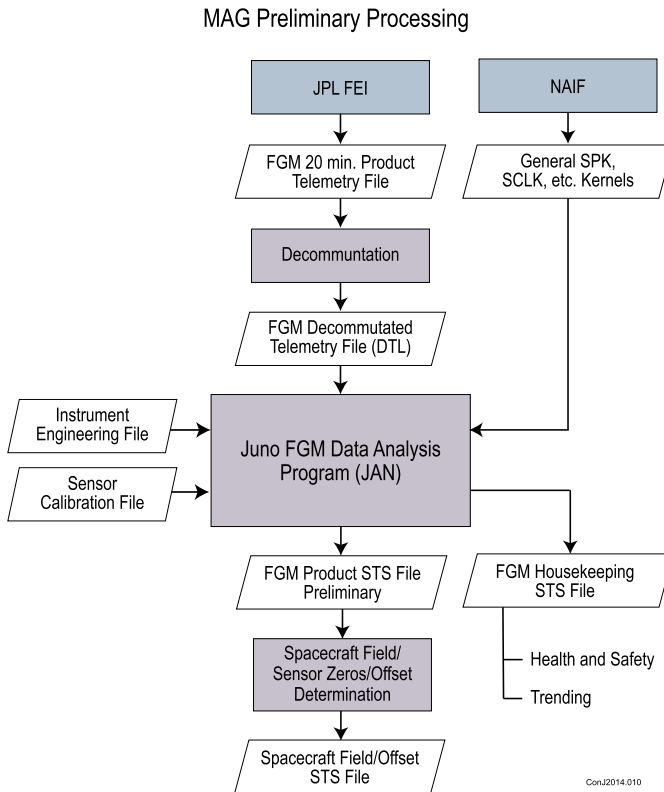 MAG Preliminary Processing
JPL FEI
NAIF
FGM 20 min. Product
Telemetry File
General SPK,
SCLK, etc. Kernels
Decommuntation
FGM Decommutated
Telemetry File (DTL)
Instrument
Engineering File
Juno FGM Data Analysis
Program (JAN)
Sensor
Calibration File
FGM Product STS File
Preliminary
FGM Housekeeping
STS File
Spacecraft Field/
Sensor Zeros/Offset
Determination
Health and Safety
Trending
Spacecraft Field/Offset
STS File
ConJ2014.010